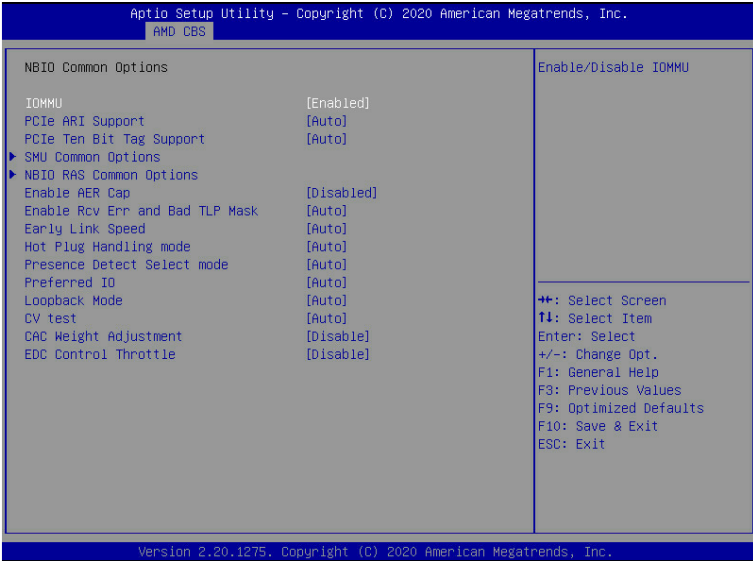 Aptio Setup Utility – Copyright (C) 2020 American Megatrends, Inc.
AMD CBS
NBIO Common Options
Enable/Disable IOMMU
IOMMU [Enabled]
PCIe ARI Support [Auto]
PCIe Ten Bit Tag Support [Auto]
SMU Common Options
NBIO RAS Common Options
Enable AER Cap [Disabled]
Enable Rcv Err and Bad TLP Mask [Auto]
Early Link Speed [Auto]
Hot Plug Handling mode [Auto]
Presence Detect Select mode [Auto]
Preferred IO [Auto]
Loopback Mode [Auto]
CV test [Auto]
CAC Weight Adjustment [Disable]
EDC Control Throttle [Disable]
→←: Select Screen
↑↓: Select Item
Enter: Select
+/-: Change Opt.
F1: General Help
F3: Previous Values
F9: Optimized Defaults
F10: Save & Exit
ESC: Exit
Version 2.20.1275. Copyright (C) 2020 American Megatrends, Inc.